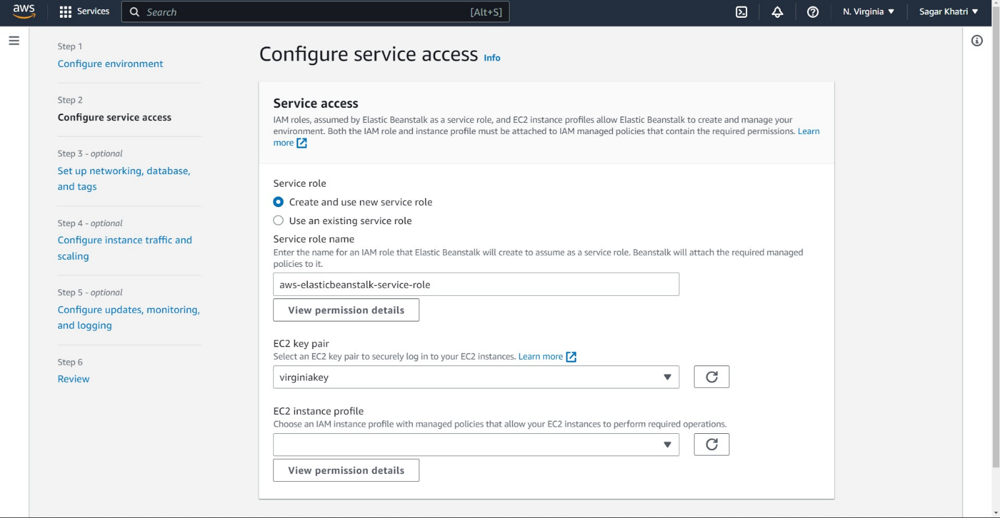 aws
Services
Search
[Alt+S]
N. Virginia
Sagar Khatri
Step 1
Configure environment
Step 2
Configure service access
Step 3 - optional
Set up networking, database,
and tags
Step 4 - optional
Configure instance traffic and
scaling
Step 5 - optional
Configure updates, monitoring,
and logging
Step 6
Review
Configure service access Info
Service access
IAM roles, assumed by Elastic Beanstalk as a service role, and EC2 instance profiles allow Elastic Beanstalk to create and manage your
environment. Both the IAM role and instance profile must be attached to IAM managed policies that contain the required permissions. Learn
more
Service role
Create and use new service role
Use an existing service role
Service role name
Enter the name for an IAM role that Elastic Beanstalk will create to assume as a service role. Beanstalk will attach the required managed
policies to it.
aws-elasticbeanstalk-service-role
View permission details
EC2 key pair
Select an EC2 key pair to securely log in to your EC2 instances. Learn more
virginiakey
EC2 instance profile
Choose an IAM instance profile with managed policies that allow your EC2 instances to perform required operations.
View permission details